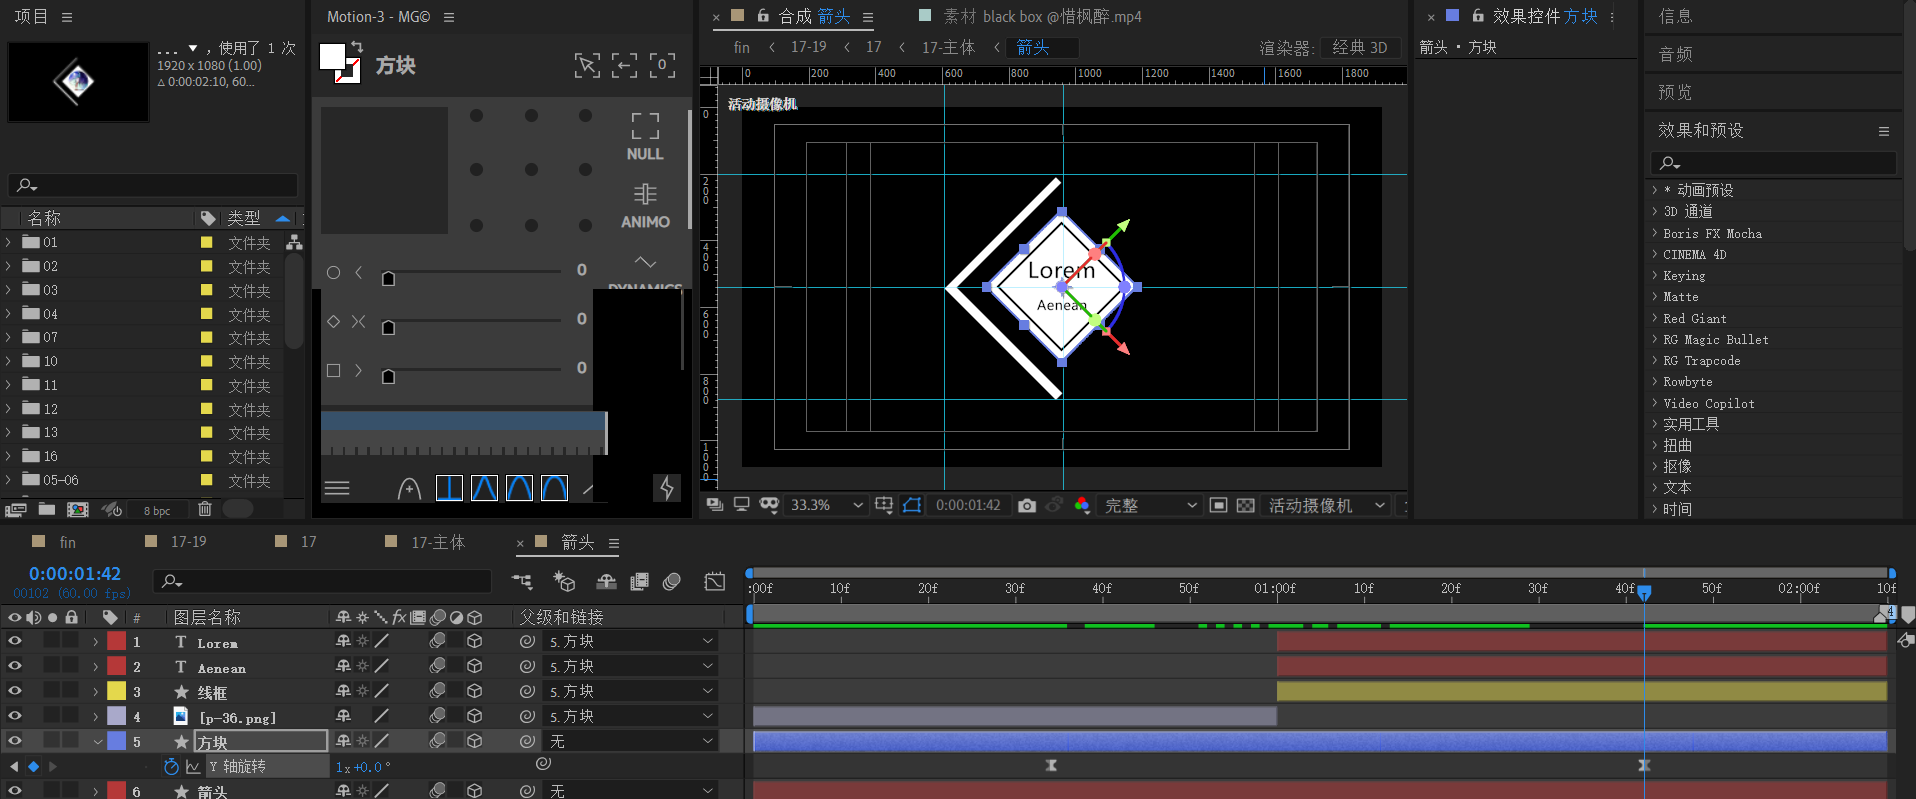 项目
... ▼ ，使用了 1 次
1920 x 1080 (1.00)
△ 0:00:02:10, 60...
名称 类型
01 文件夹
02 文件夹
03 文件夹
04 文件夹
07 文件夹
10 文件夹
11 文件夹
12 文件夹
13 文件夹
16 文件夹
05-06 文件夹
8 bpc
Motion-3 - MG©
方块
0
NULL
ANIMO
DYNAMICS
0
0
0
合成 箭头
素材 black box @惜枫醉.mp4
fin 17-19 17 17-主体 箭头
渲染器: 经典 3D
0 200 400 600 800 1000 1200 1400 1600 1800
0
200
400
600
800
1000
活动摄像机
Lorem
Aenean
33.3% 0:00:01:42 完整 活动摄像机
效果控件 方块
箭头 • 方块
信息
音频
预览
效果和预设
* 动画预设
3D 通道
Boris FX Mocha
CINEMA 4D
Keying
Matte
Red Giant
RG Magic Bullet
RG Trapcode
Rowbyte
Video Copilot
实用工具
扭曲
抠像
文本
时间
fin 17-19 17 17-主体 箭头
0:00:01:42
00102 (60.00 fps)
:00f 10f 20f 30f 40f 50f 01:00f 10f 20f 30f 40f 50f 02:00f 10f
4
# 图层名称 fx 父级和链接
1 T Lorem 5. 方块
2 T Aenean 5. 方块
3 线框 5. 方块
4 [p-36.png] 5. 方块
5 方块 无
Y 轴旋转 1x+0.0°
6 箭头 无